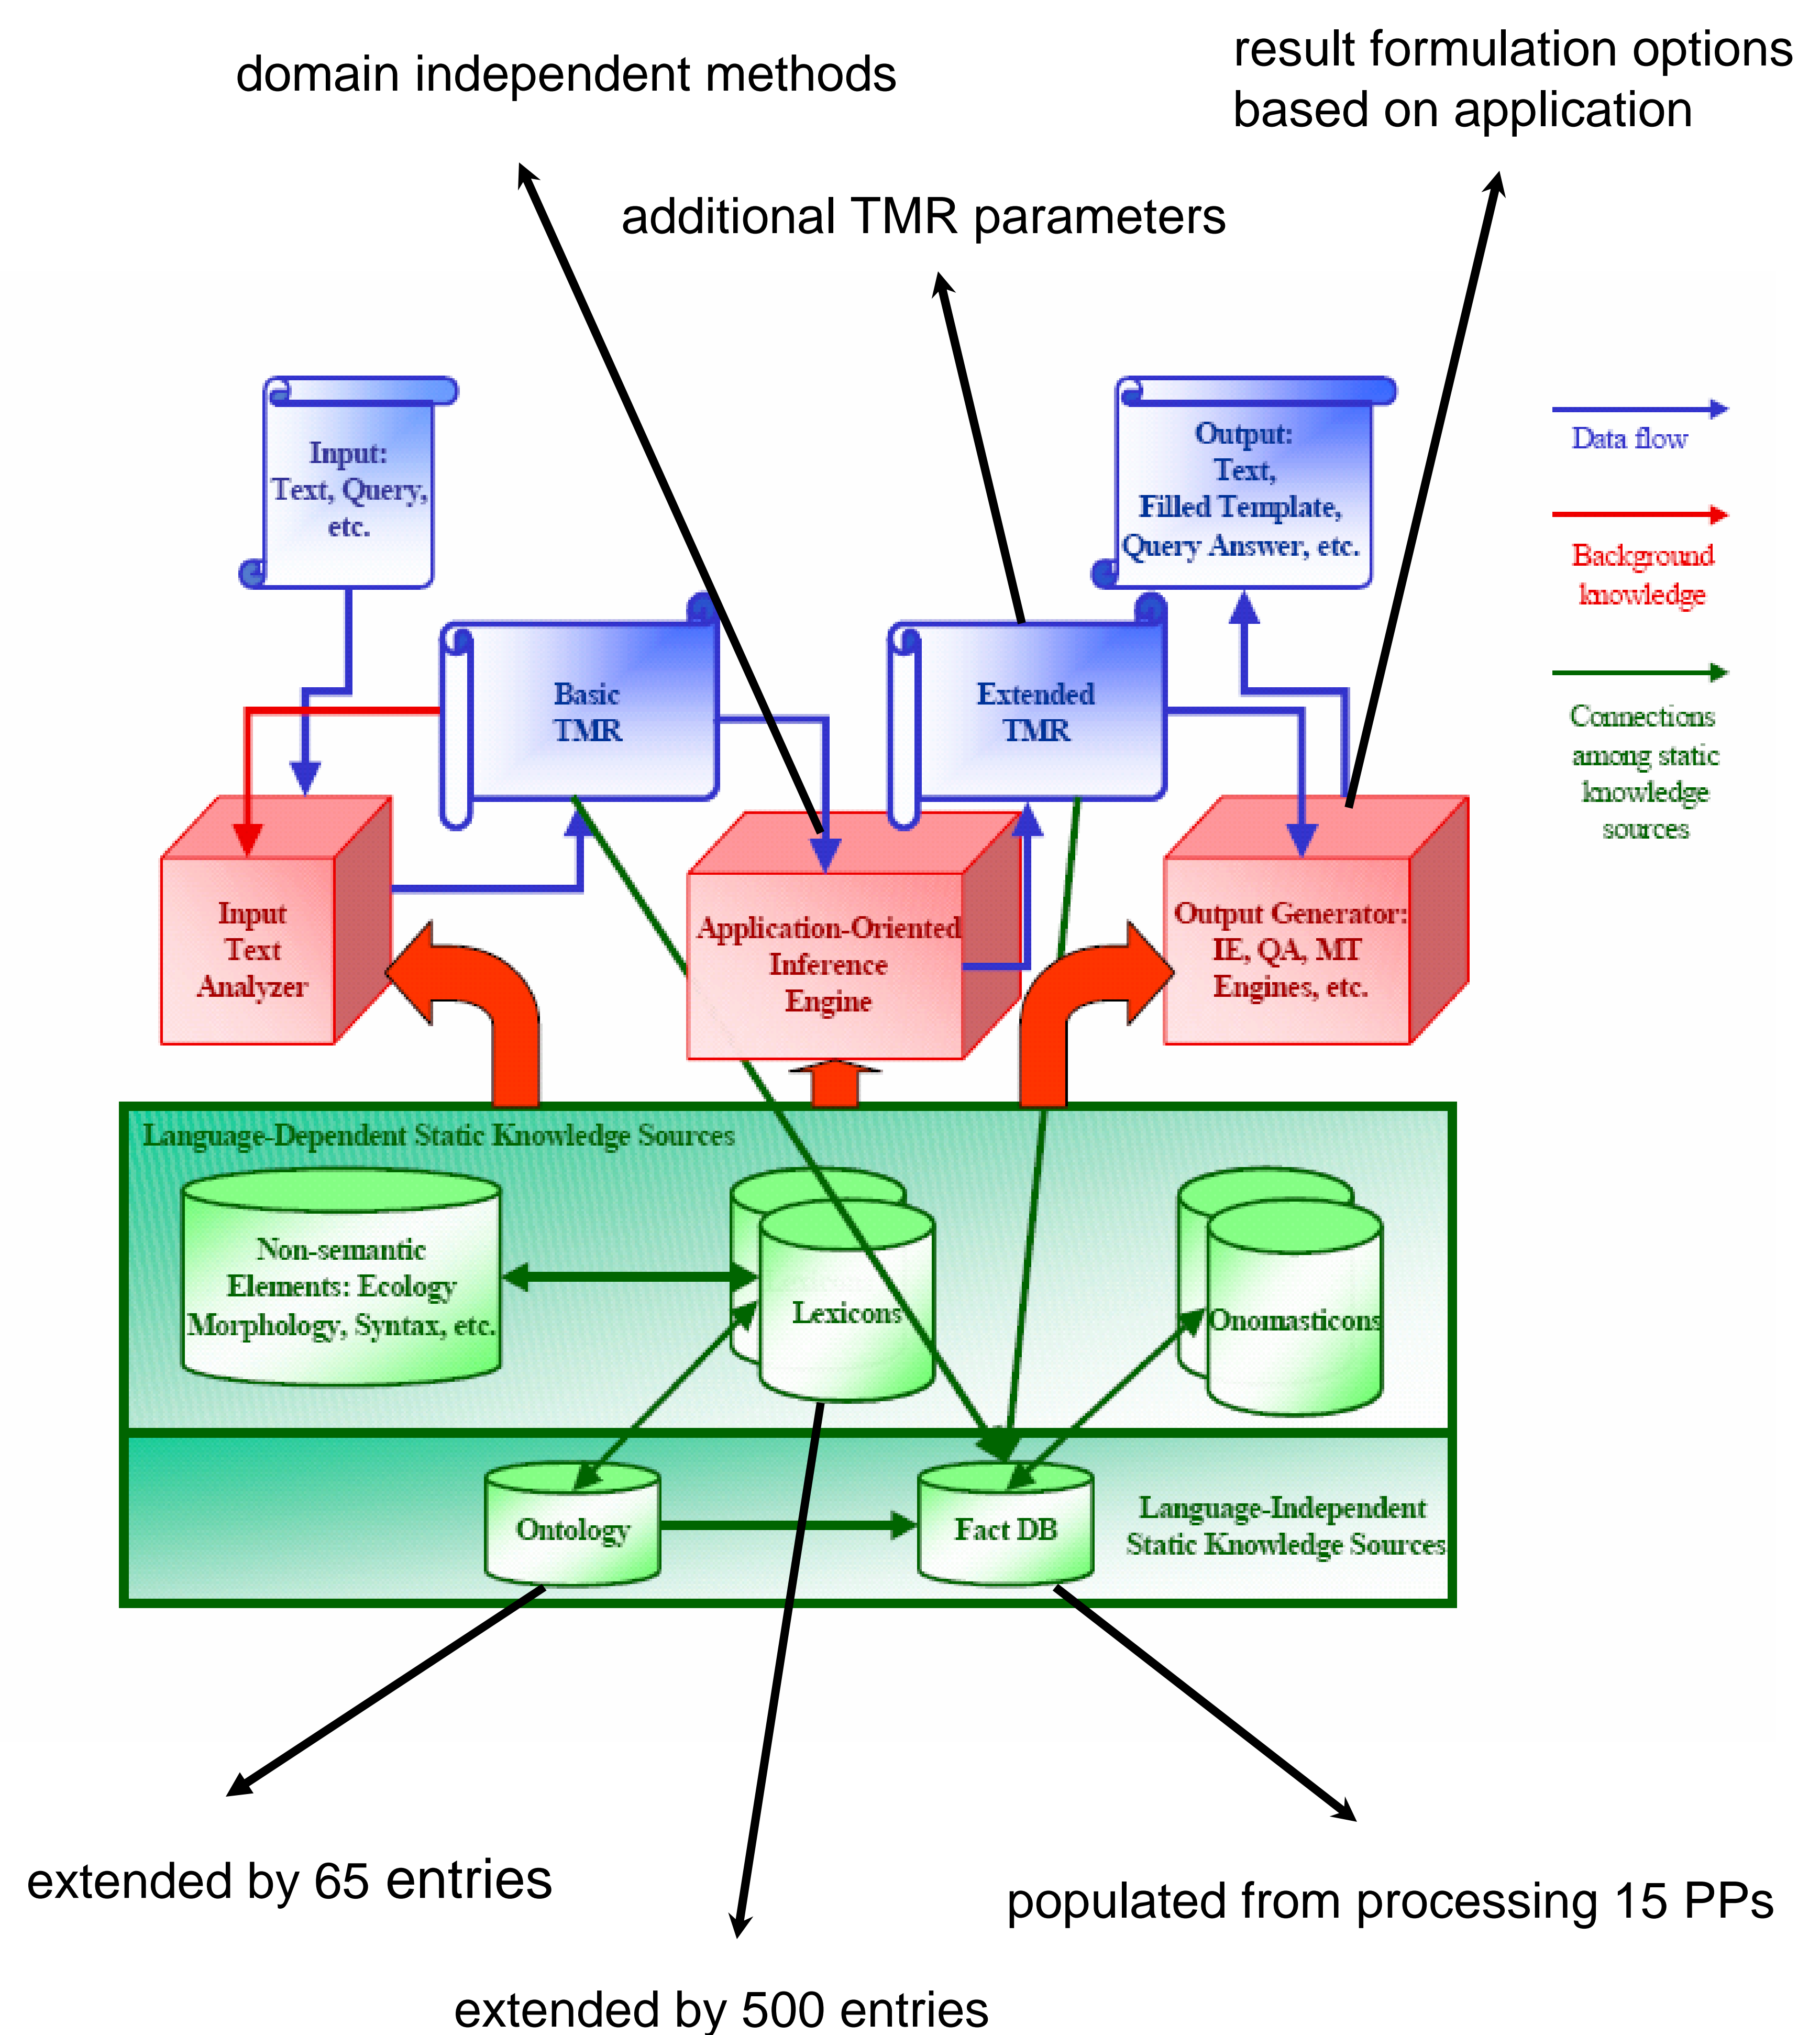 domain independent methods
result formulation options
based on application
additional TMR parameters
Input:
Text, Query,
etc.
Output:
Text,
Filled Template,
Query Answer, etc.
Data flow
Background
knowledge
Connections
among static
knowledge
sources
Basic
TMR
Extended
TMR
Input
Text
Analyzer
Application-Oriented
Inference
Engine
Output Generator:
IE, QA, MT
Engines, etc.
Language-Dependent Static Knowledge Sources
Non-semantic
Elements: Ecology
Morphology, Syntax, etc.
Lexicons
Onomasticons
Ontology
Fact DB
Language-Independent
Static Knowledge Sources
extended by 65 entries
populated from processing 15 PPs
extended by 500 entries